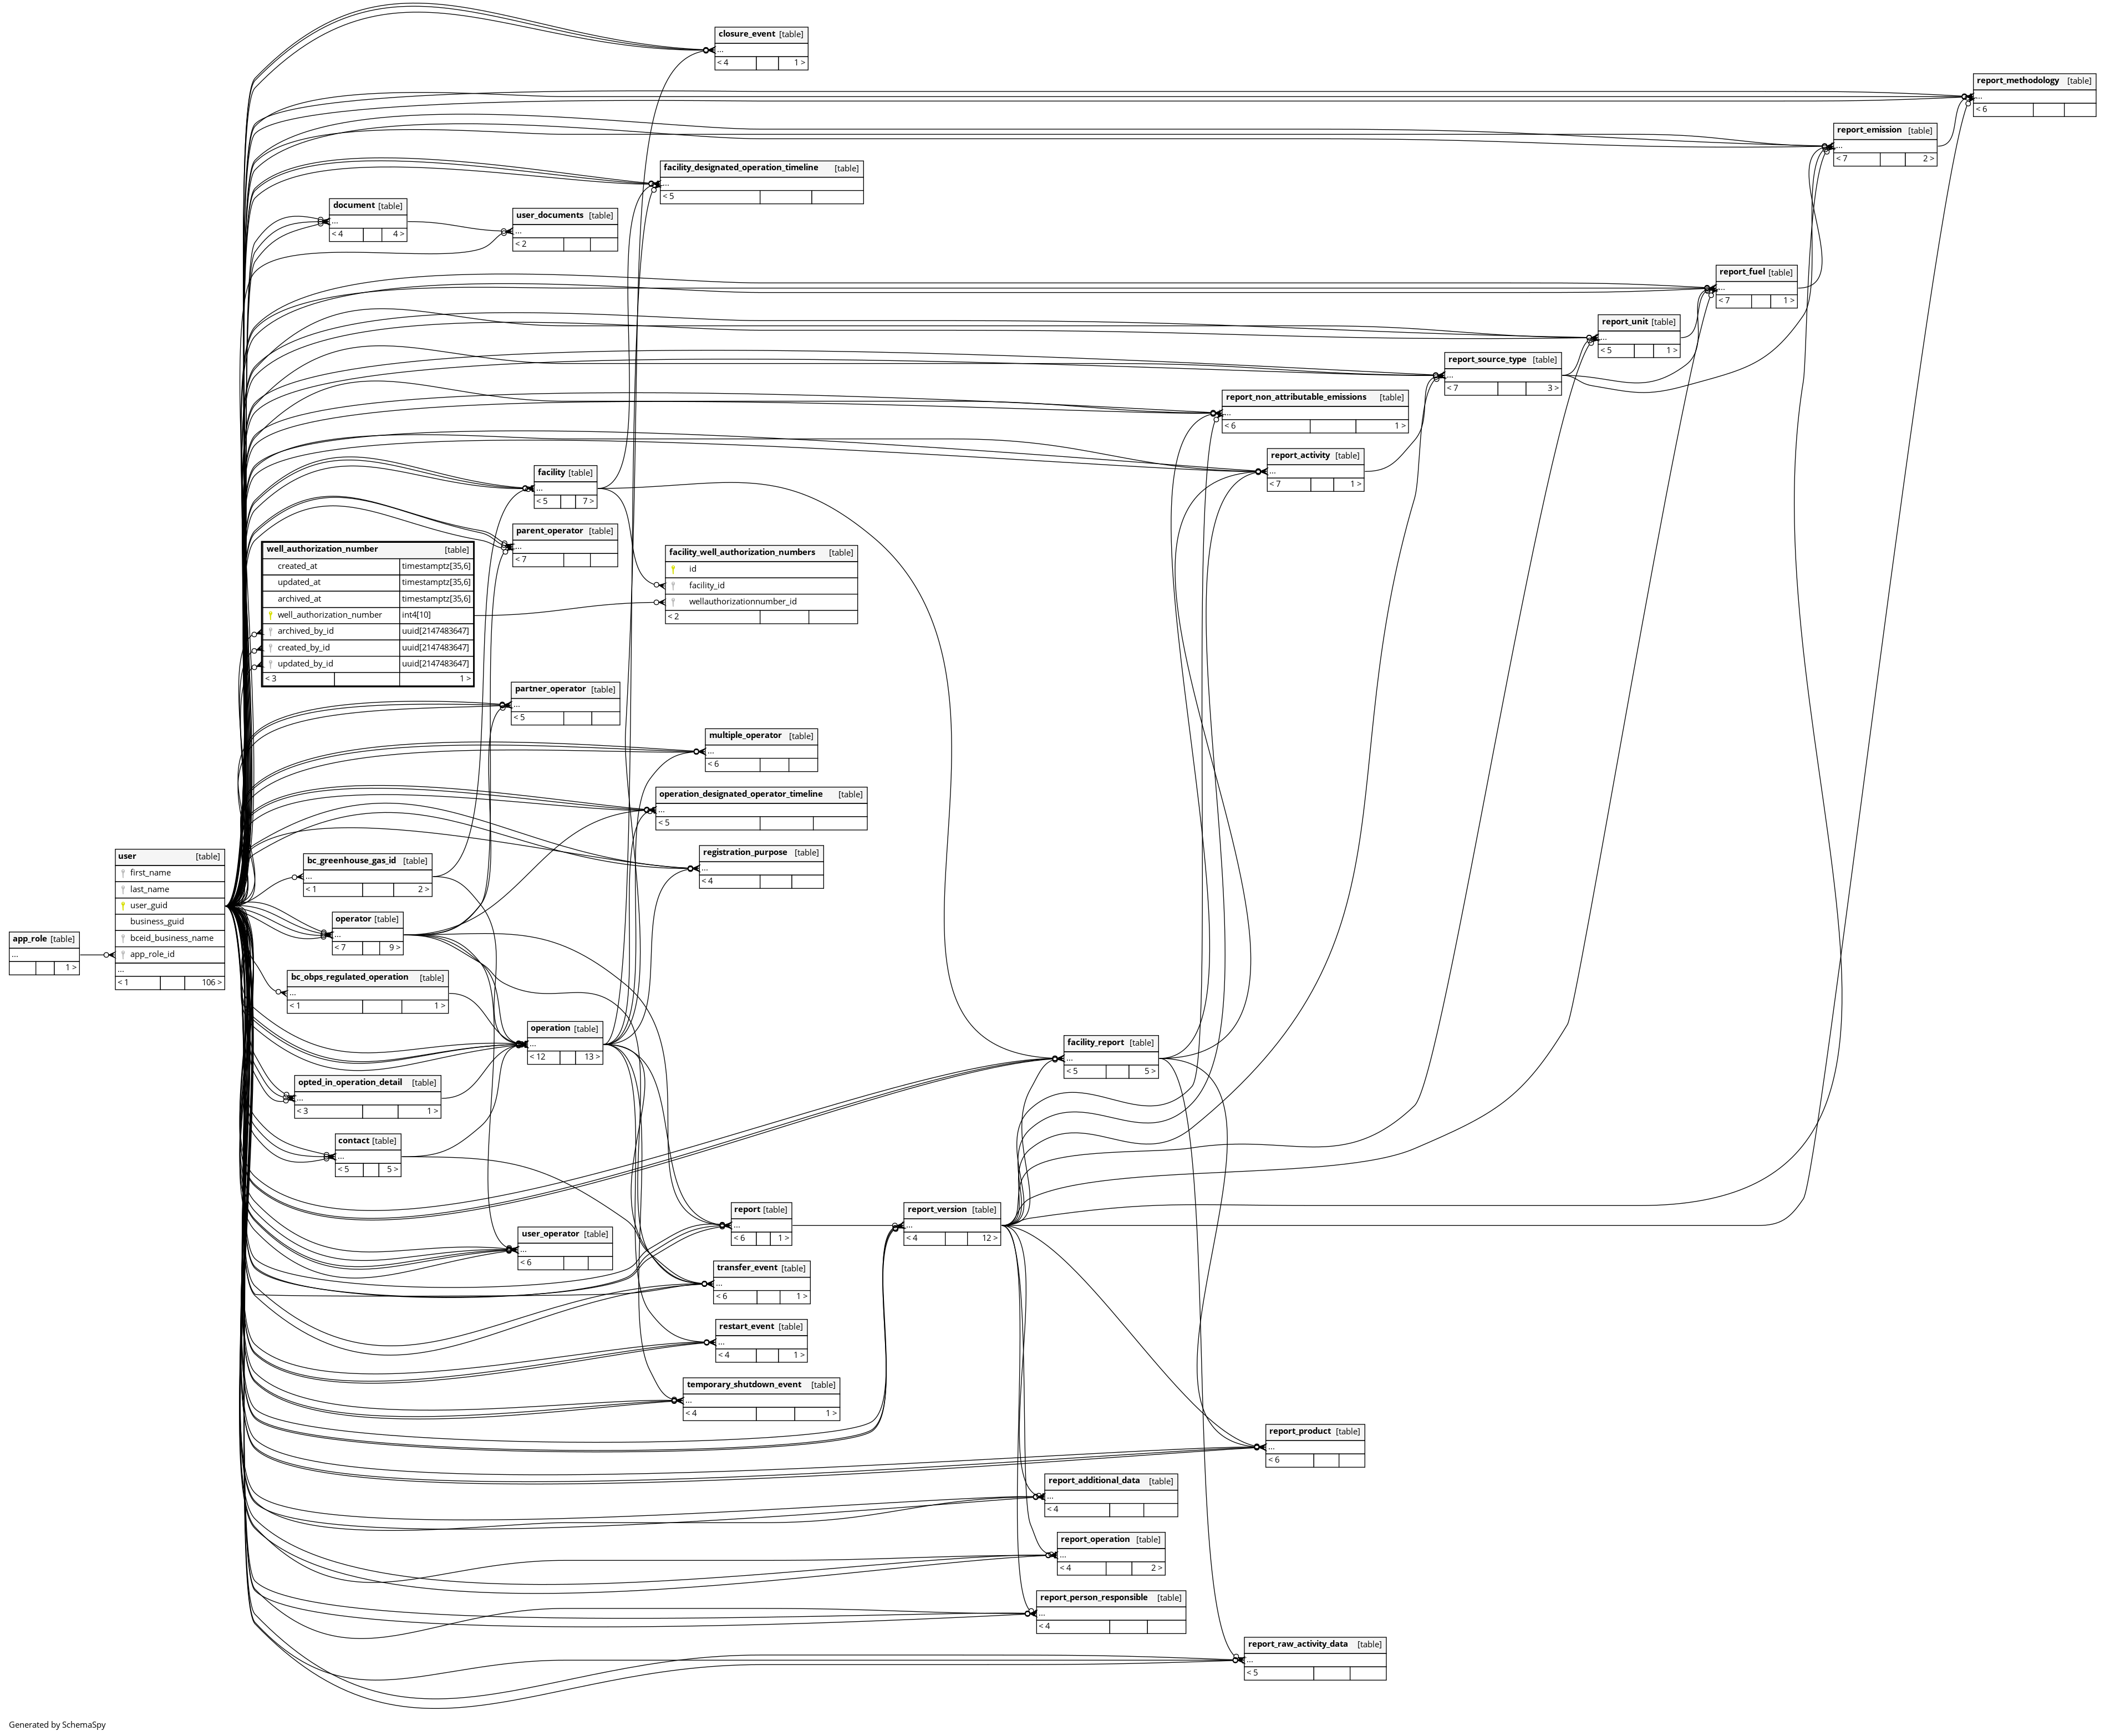 closure_event [table]
...
< 4 1 >
report_methodology [table]
...
< 6
report_emission [table]
...
< 7 2 >
facility_designated_operation_timeline [table]
...
< 5
document [table]
...
< 4 4 >
user_documents [table]
...
< 2
report_fuel [table]
...
< 7 1 >
report_unit [table]
...
< 5 1 >
report_source_type [table]
...
< 7 3 >
report_non_attributable_emissions [table]
...
< 6 1 >
report_activity [table]
...
< 7 1 >
facility [table]
...
< 5 7 >
parent_operator [table]
...
< 7
well_authorization_number [table]
created_at timestamptz[35,6]
updated_at timestamptz[35,6]
archived_at timestamptz[35,6]
well_authorization_number int4[10]
archived_by_id uuid[2147483647]
created_by_id uuid[2147483647]
updated_by_id uuid[2147483647]
< 3 1 >
facility_well_authorization_numbers [table]
id
facility_id
wellauthorizationnumber_id
< 2
partner_operator [table]
...
< 5
multiple_operator [table]
...
< 6
operation_designated_operator_timeline [table]
...
< 5
registration_purpose [table]
...
< 4
user [table]
first_name
last_name
user_guid
business_guid
bceid_business_name
app_role_id
...
< 1 106 >
app_role [table]
...
1 >
bc_greenhouse_gas_id [table]
...
< 1 2 >
operator [table]
...
< 7 9 >
bc_obps_regulated_operation [table]
...
< 1 1 >
operation [table]
...
< 12 13 >
facility_report [table]
...
< 5 5 >
opted_in_operation_detail [table]
...
< 3 1 >
contact [table]
...
< 5 5 >
report [table]
...
< 6 1 >
report_version [table]
...
< 4 12 >
user_operator [table]
...
< 6
transfer_event [table]
...
< 6 1 >
restart_event [table]
...
< 4 1 >
temporary_shutdown_event [table]
...
< 4 1 >
report_product [table]
...
< 6
report_additional_data [table]
...
< 4
report_operation [table]
...
< 4 2 >
report_person_responsible [table]
...
< 4
report_raw_activity_data [table]
...
< 5
Generated by SchemaSpy